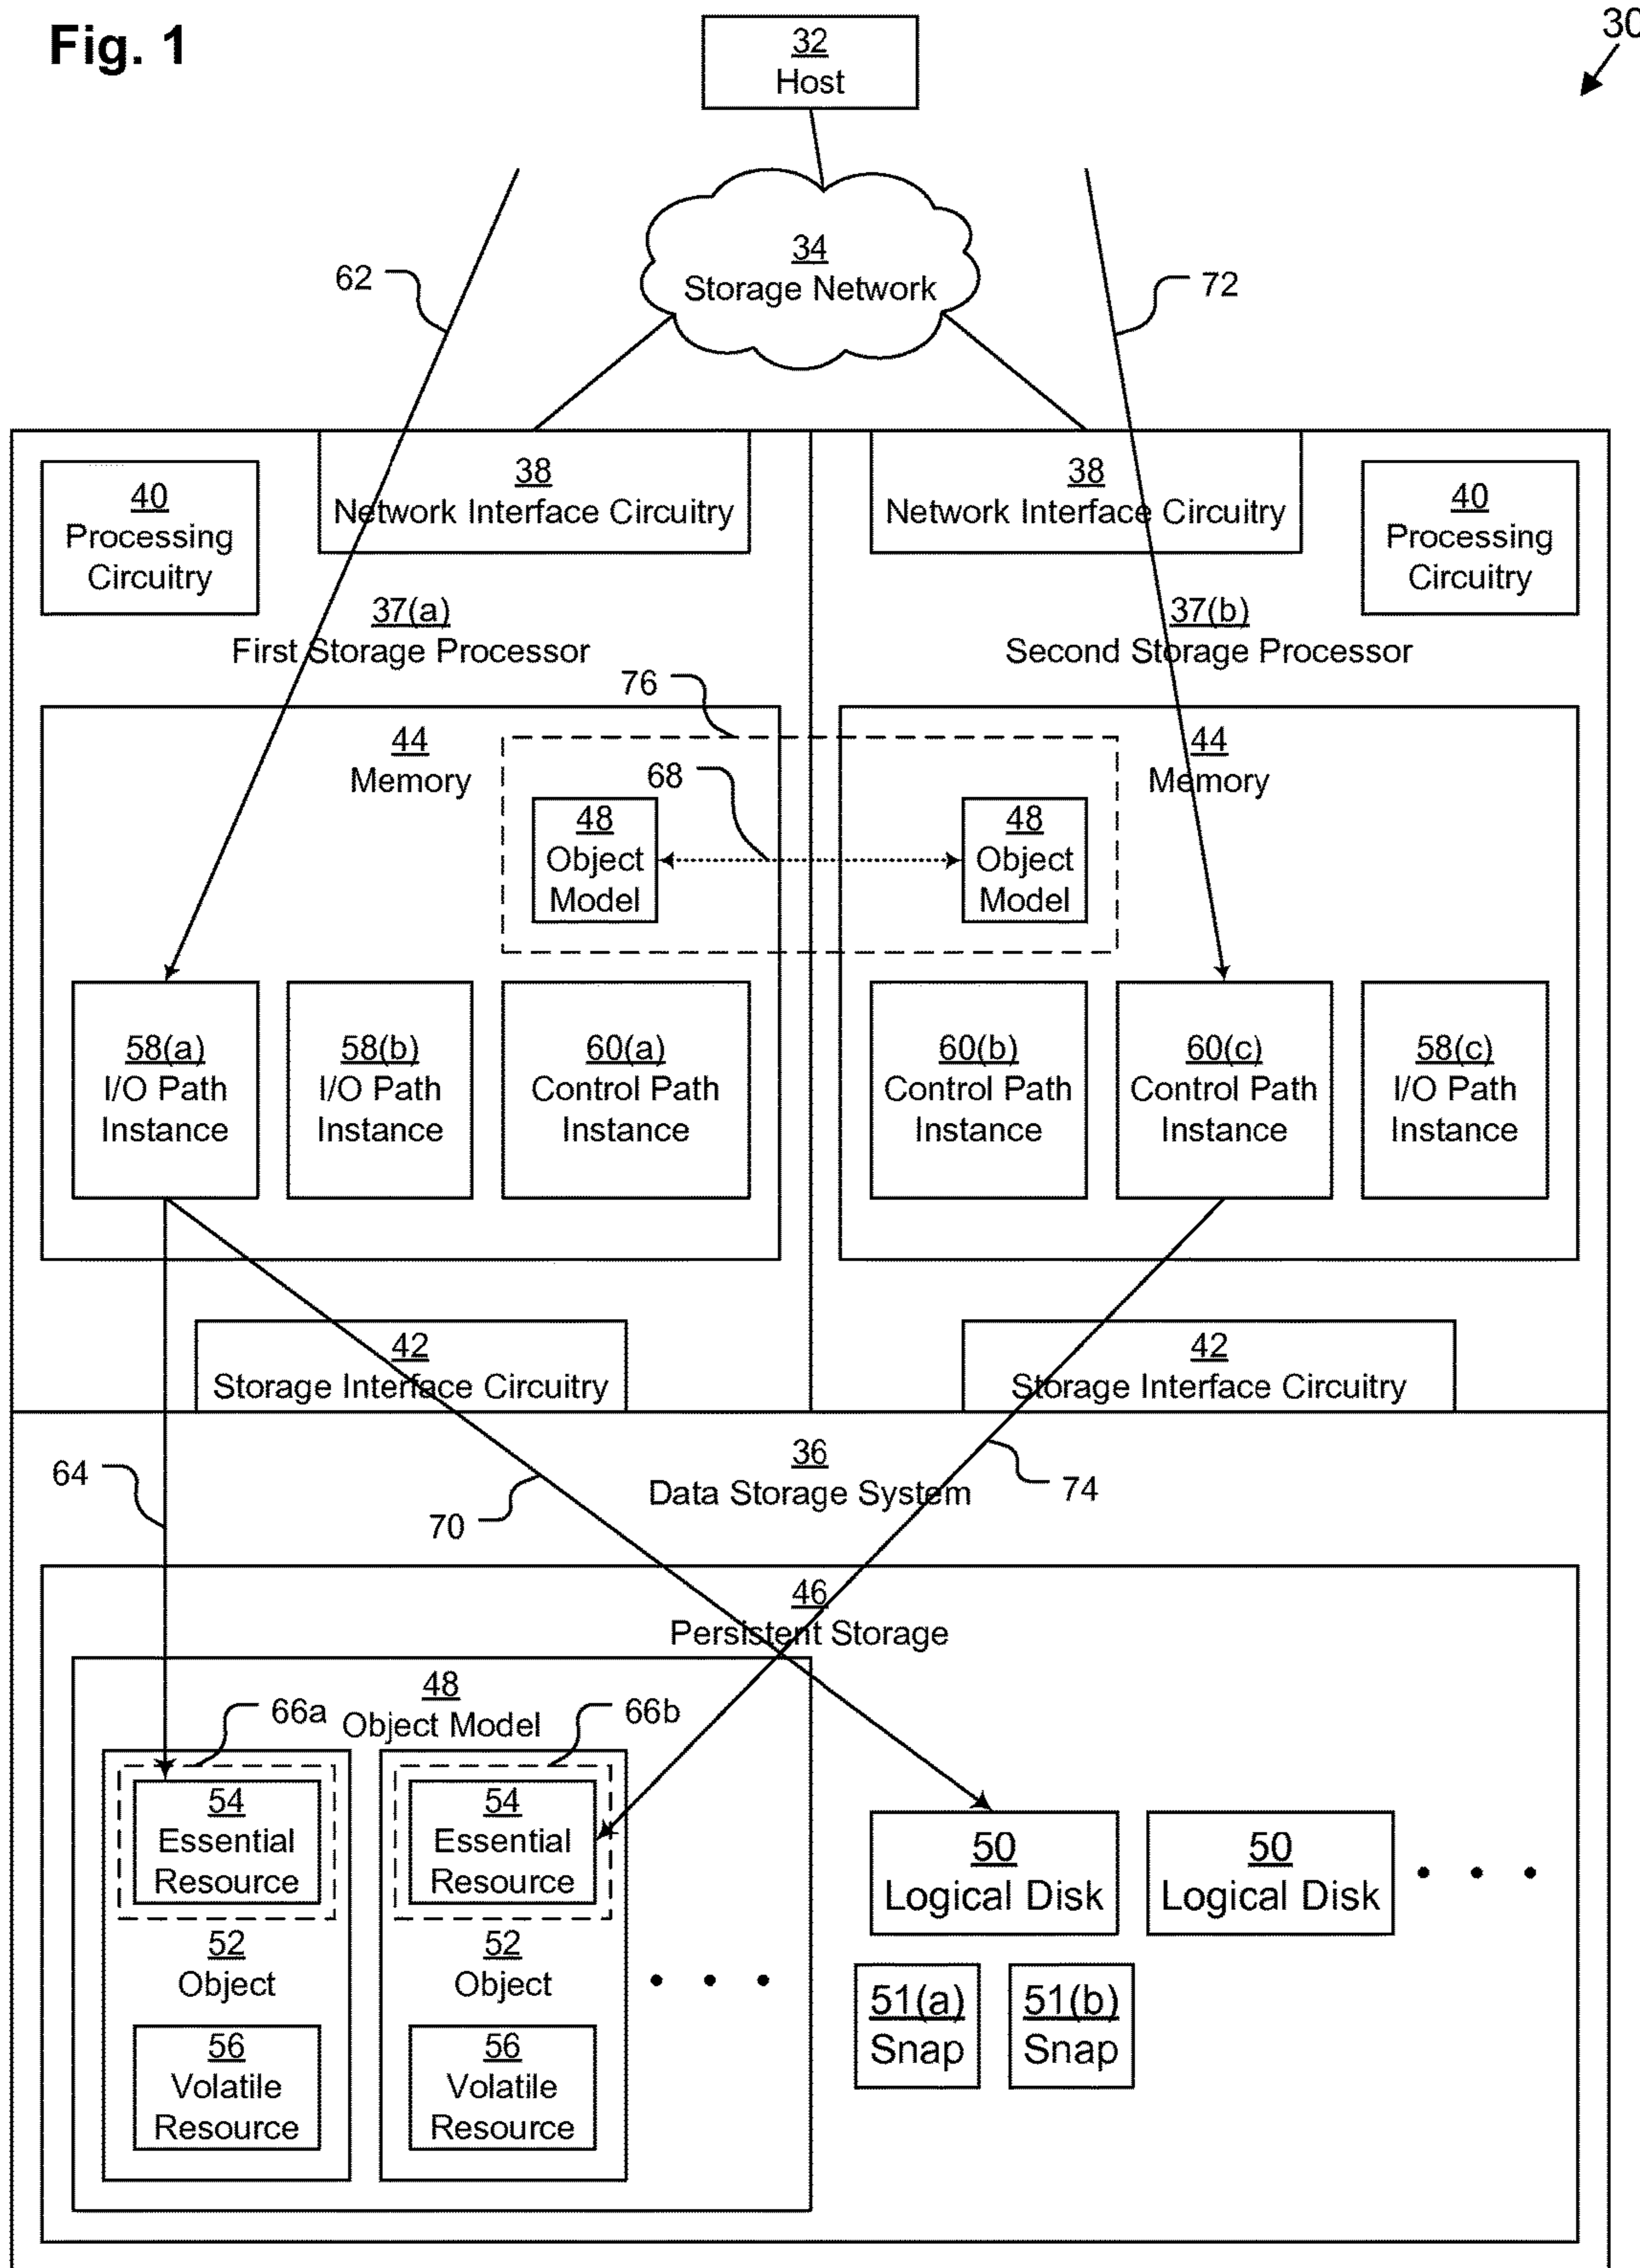 Fig. 1
30
32
Host
34
Storage Network
62
72
40
Processing
Circuitry
38
Network Interface Circuitry
38
Network Interface Circuitry
40
Processing
Circuitry
37(a)
First Storage Processor
37(b)
Second Storage Processor
76
44
Memory
68
48
Object
Model
48
Object
Model
44
Memory
58(a)
I/O Path
Instance
58(b)
I/O Path
Instance
60(a)
Control Path
Instance
60(b)
Control Path
Instance
60(c)
Control Path
Instance
58(c)
I/O Path
Instance
42
Storage Interface Circuitry
42
Storage Interface Circuitry
64
70
36
Data Storage System
74
46
Persistent Storage
48
Object Model
66a
66b
54
Essential
Resource
54
Essential
Resource
52
Object
52
Object
56
Volatile
Resource
56
Volatile
Resource
50
Logical Disk
50
Logical Disk
51(a)
Snap
51(b)
Snap